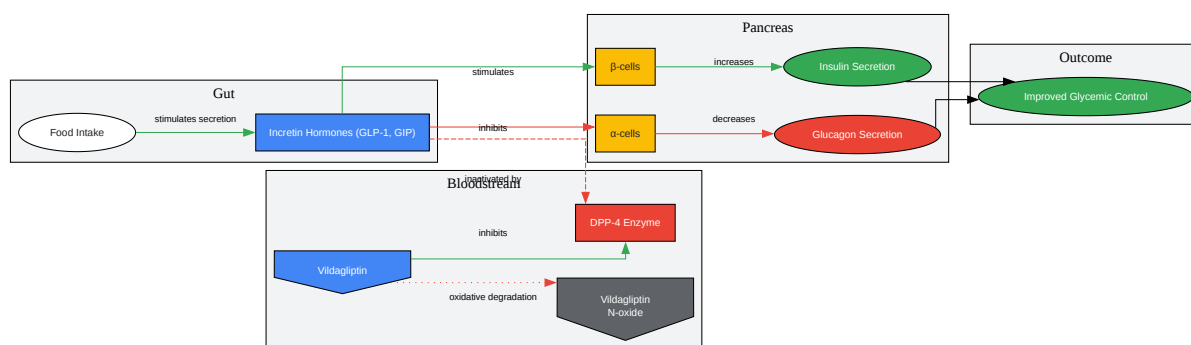 Pancreas
β-cells
increases
Insulin Secretion
stimulates
Outcome
Improved Glycemic Control
Gut
Food Intake
stimulates secretion
Incretin Hormones (GLP-1, GIP)
inhibits
α-cells
decreases
Glucagon Secretion
inactivated by
Bloodstream
DPP-4 Enzyme
inhibits
Vildagliptin
oxidative degradation
Vildagliptin
N-oxide